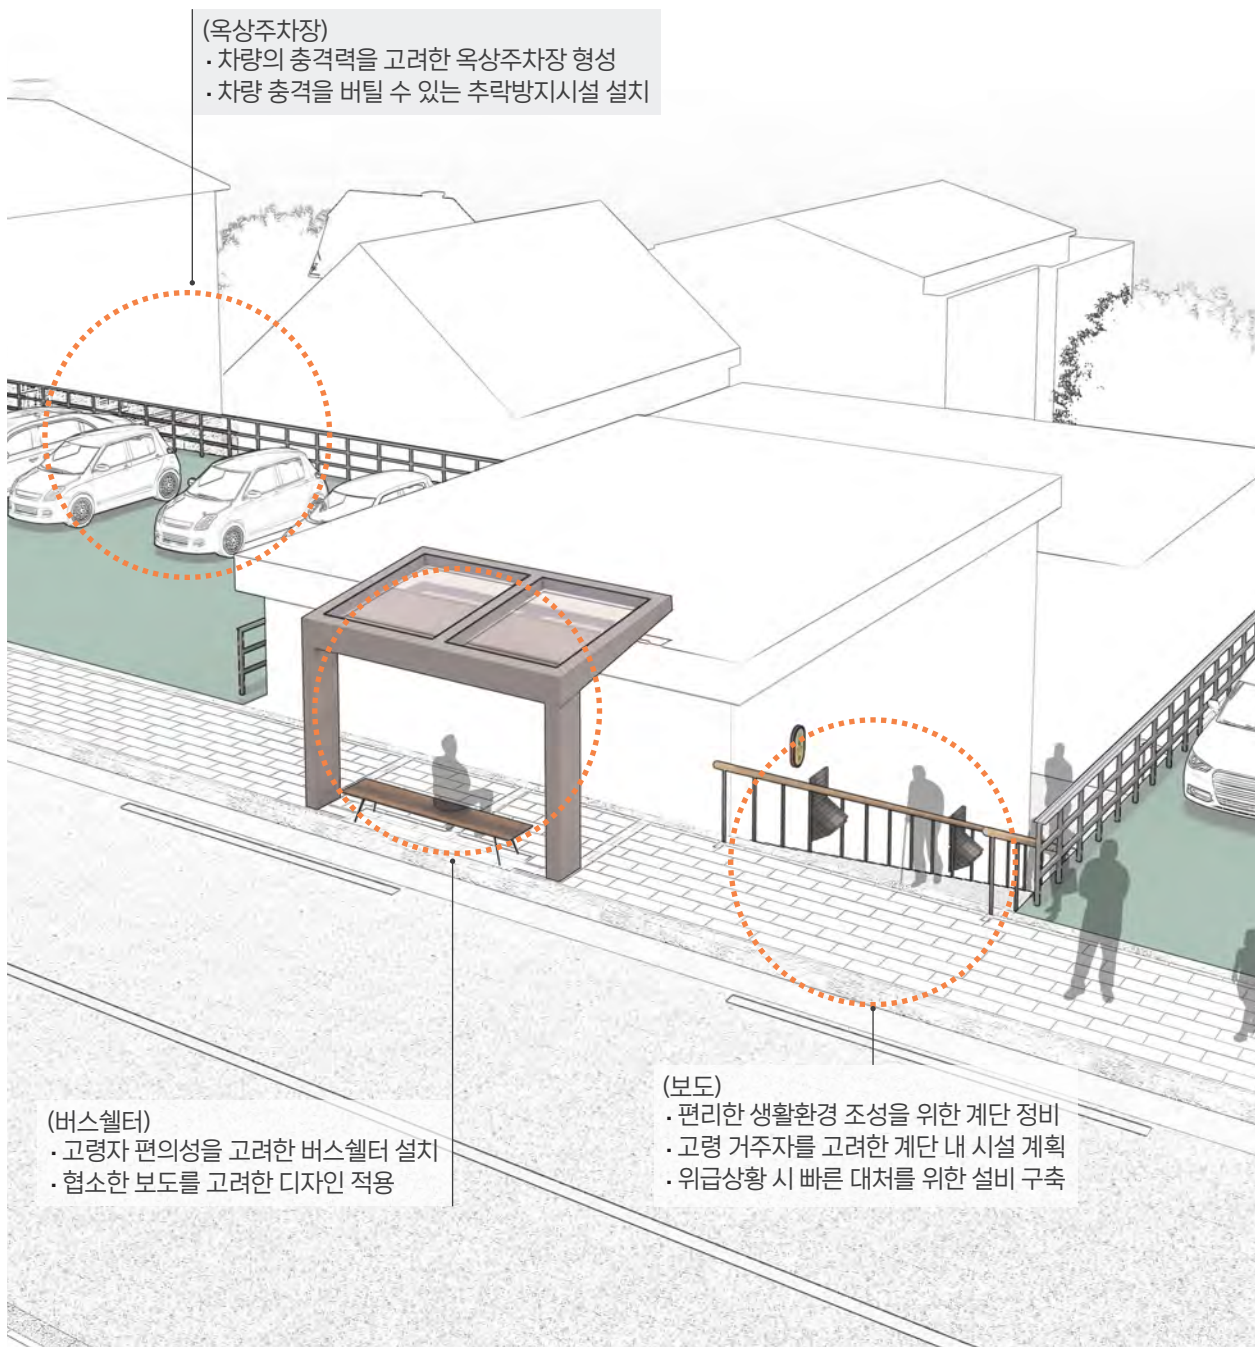 (옥상주차장)
· 차량의 충격력을 고려한 옥상주차장 형성
· 차량 충격을 버틸 수 있는 추락방지시설 설치
(버스쉘터)
· 고령자 편의성을 고려한 버스쉘터 설치
· 협소한 보도를 고려한 디자인 적용
(보도)
· 편리한 생활환경 조성을 위한 계단 정비
· 고령 거주자를 고려한 계단 내 시설 계획
· 위급상황 시 빠른 대처를 위한 설비 구축